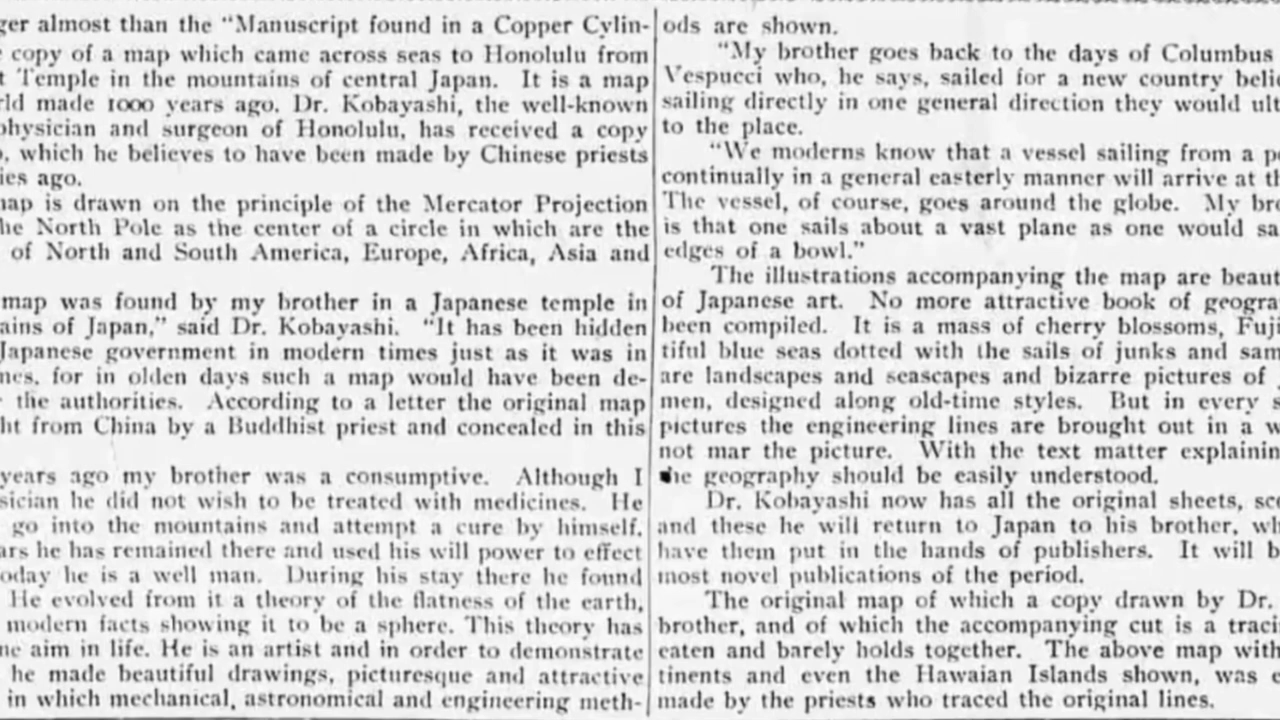 ger almost than the "Manuscript found in a Copper Cylin-
copy of a map which came across seas to Honolulu from
t Temple in the mountains of central Japan. It is a map
rld made 1000 years ago. Dr. Kobayashi, the well-known
physician and surgeon of Honolulu, has received a copy
, which he believes to have been made by Chinese priests
ies ago.
ap is drawn on the principle of the Mercator Projection
he North Pole as the center of a circle in which are the
of North and South America, Europe, Africa, Asia and
map was found by my brother in a Japanese temple in
ains of Japan," said Dr. Kobayashi. "It has been hidden
Japanese government in modern times just as it was in
nes, for in olden days such a map would have been de-
the authorities. According to a letter the original map
ht from China by a Buddhist priest and concealed in this
years ago my brother was a consumptive. Although I
sician he did not wish to be treated with medicines. He
go into the mountains and attempt a cure by himself.
ars he has remained there and used his will power to effect
oday he is a well man. During his stay there he found
He evolved from it a theory of the flatness of the earth,
modern facts showing it to be a sphere. This theory has
ne aim in life. He is an artist and in order to demonstrate
he made beautiful drawings, picturesque and attractive
in which mechanical, astronomical and engineering meth-
ods are shown.
"My brother goes back to the days of Columbus
Vespucci who, he says, sailed for a new country belie
sailing directly in one general direction they would ult
to the place.
"We moderns know that a vessel sailing from a po
continually in a general easterly manner will arrive at th
The vessel, of course, goes around the globe. My bro
is that one sails about a vast plane as one would sa
edges of a bowl."
The illustrations accompanying the map are beaut
of Japanese art. No more attractive book of geogra
been compiled. It is a mass of cherry blossoms, Fuji
tiful blue seas dotted with the sails of junks and sam
are landscapes and seascapes and bizarre pictures of
men, designed along old-time styles. But in every s
pictures the engineering lines are brought out in a w
not mar the picture. With the text matter explainin
the geography should be easily understood.
Dr. Kobayashi now has all the original sheets, sc
and these he will return to Japan to his brother, wh
have them put in the hands of publishers. It will b
most novel publications of the period.
The original map of which a copy drawn by Dr.
brother, and of which the accompanying cut is a traci
eaten and barely holds together. The above map with
tinents and even the Hawaiian Islands shown, was e
made by the priests who traced the original lines.